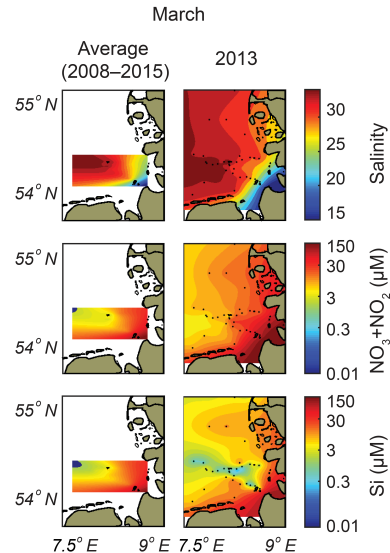 March
Average
(2008–2015)
2013
55° N
54° N
30
25
20
15
Salinity
55° N
54° N
150
30
3
0.3
0.01
NO3+NO2 (μM)
55° N
54° N
150
30
3
0.3
0.01
Si (μM)
7.5° E
9° E
7.5° E
9° E